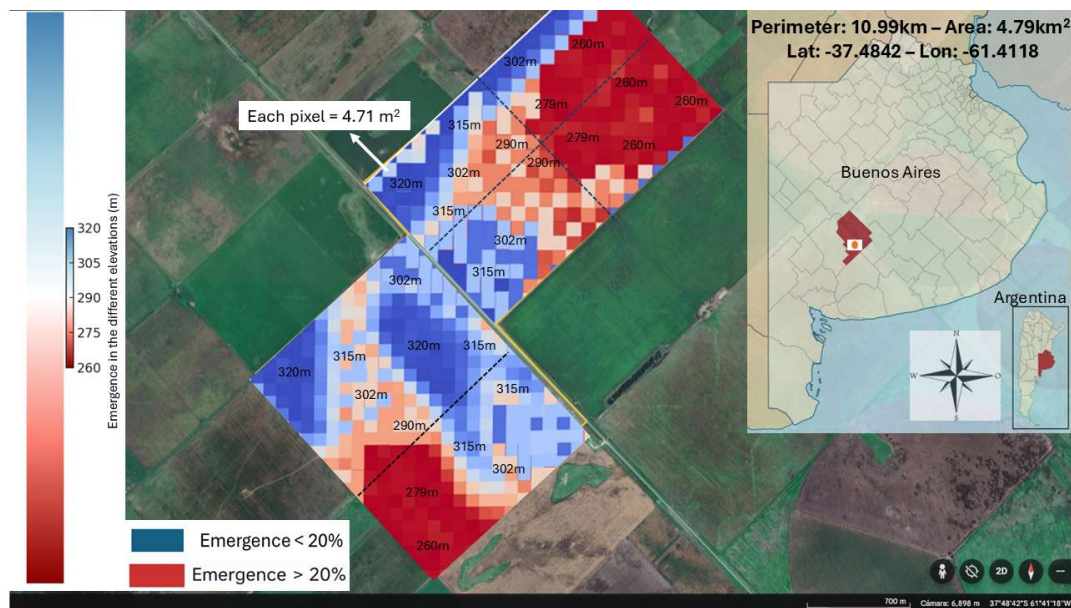 Perimeter: 10.99km – Area: 4.79km²
Lat: -37.4842 – Lon: -61.4118
Each pixel = 4.71 m²
Emergence in the different elevations (m)
320
305
290
275
260
260m
302m
260m
260m
279m
315m
279m
290m
260m
290m
302m
320m
315m
302m
315m
302m
320m
315m
315m
320m
315m
302m
290m
315m
302m
279m
260m
Buenos Aires
Argentina
N
W
O
S
Emergence < 20%
Emergence > 20%
2D
700 m
Cámara: 6,898 m
37°48'42"S 61°41'18"W